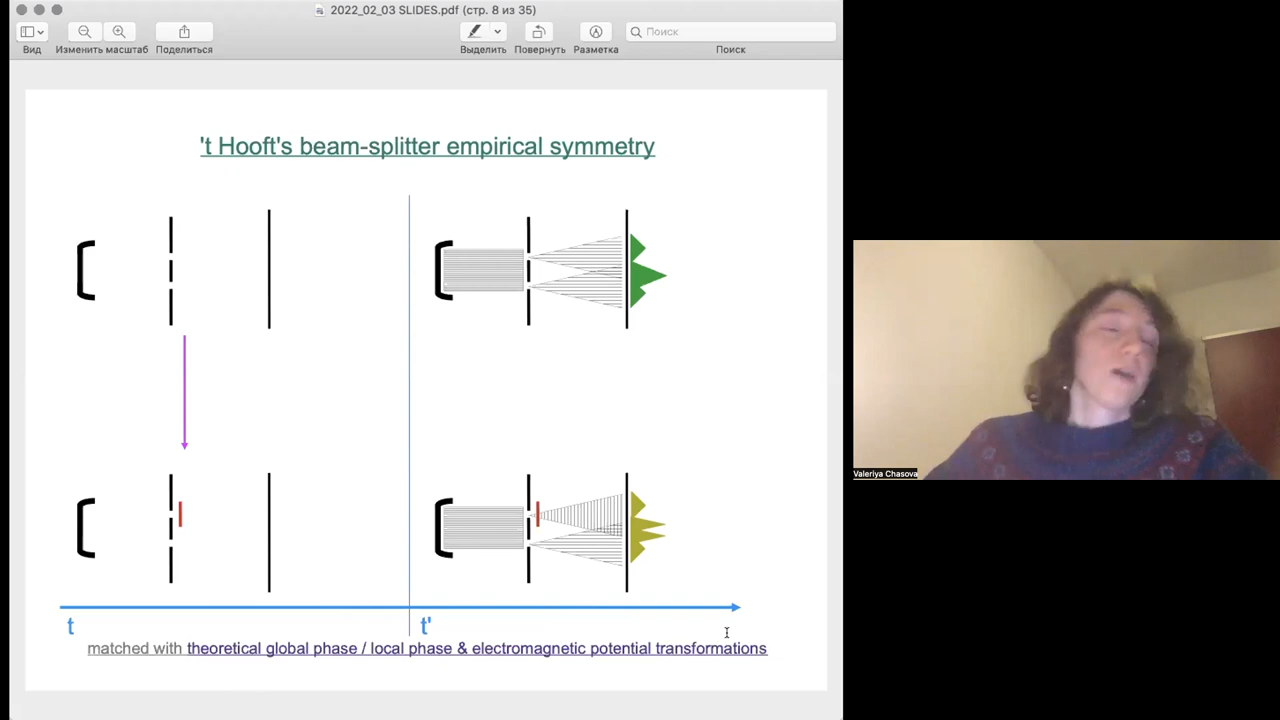 2022_02_03 SLIDES.pdf (стр. 8 из 35)
Вид
Изменить масштаб
Поделиться
Выделить
Повернуть
Разметка
Поиск
Поиск
't Hooft's beam-splitter empirical symmetry
t
t'
matched with theoretical global phase / local phase & electromagnetic potential transformations
Valeriya Chasova